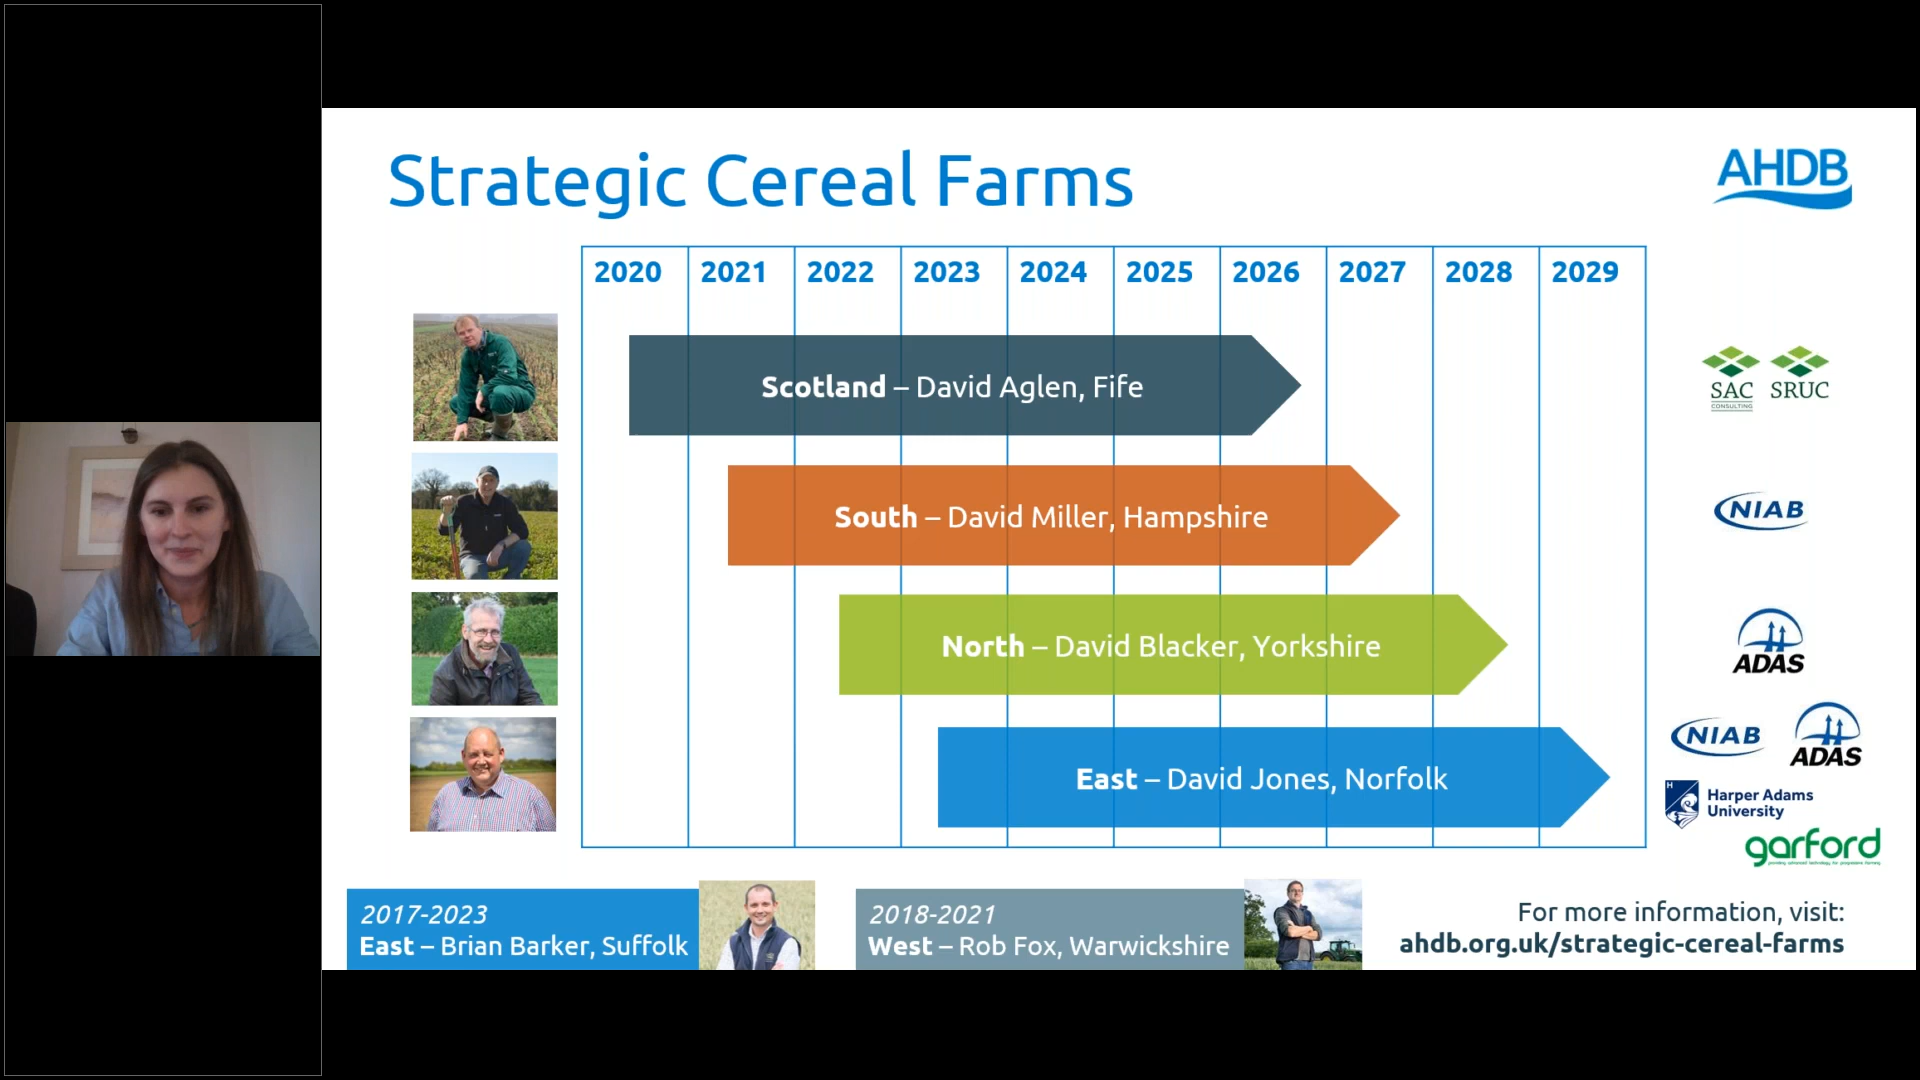 Strategic Cereal Farms
AHDB
2020 2021 2022 2023 2024 2025 2026 2027 2028 2029
Scotland – David Aglen, Fife
SAC SRUC
CONSULTING
South – David Miller, Hampshire
NIAB
North – David Blacker, Yorkshire
ADAS
East – David Jones, Norfolk
NIAB
ADAS
Harper Adams
University
garford
2017-2023
East – Brian Barker, Suffolk
2018-2021
West – Rob Fox, Warwickshire
For more information, visit:
ahdb.org.uk/strategic-cereal-farms